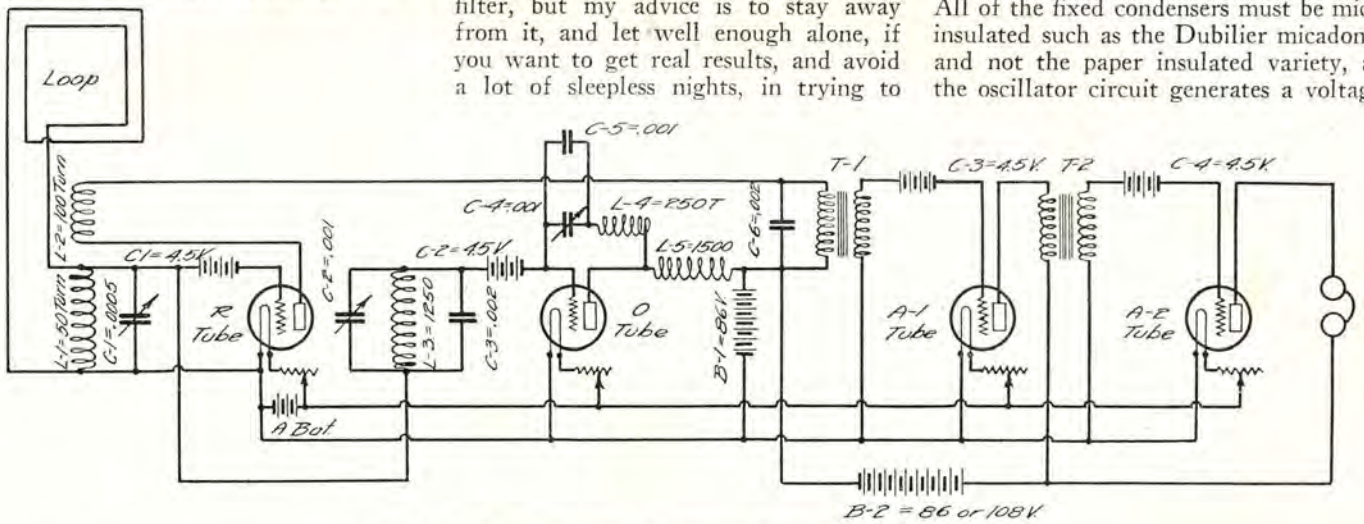 filter, but my advice is to stay away
from it, and let well enough alone, if
you want to get real results, and avoid
a lot of sleepless nights, in trying to
All of the fixed condensers must be mic
insulated such as the Dubilier micadon
and not the paper insulated variety, a
the oscillator circuit generates a voltag
Loop
L-2=100 Turn
C1=4.5V
L-1=50 Turn
C-1=.0005
R
Tube
A Bat.
C-2=.001
L-3=1250
C-2=4.5V
C-3=.002
C-5=.001
C-4=.001
L-4=250T
L-5=1500
O
Tube
B-1=86V
C-6=.002
T-1
C-3=4.5V.
A-1
Tube
T-2
C-4=4.5V.
A-2
Tube
B-2 = 86 or 108V.